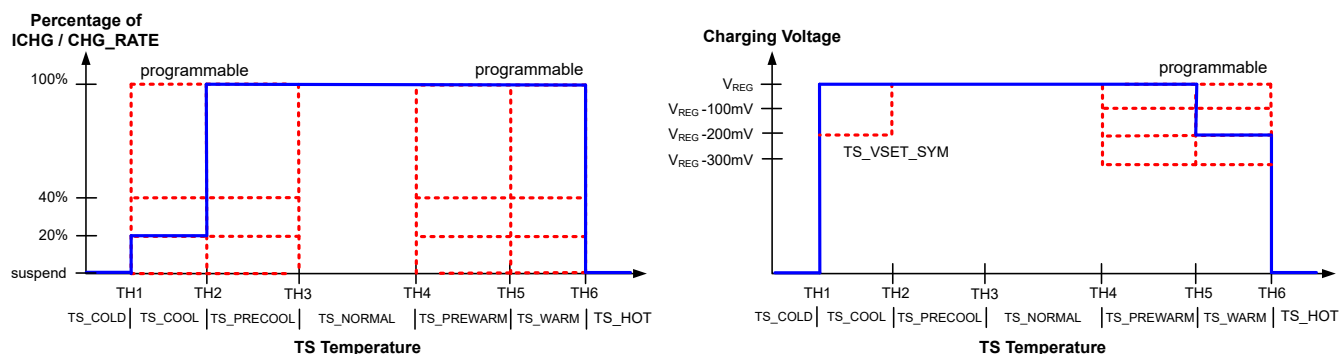 Percentage of
ICHG / CHG_RATE
programmable
programmable
100%
40%
20%
suspend
TH1 TH2 TH3 TH4 TH5 TH6
TS_COLD TS_COOL TS_PRECOOL TS_NORMAL TS_PREWARM TS_WARM TS_HOT
TS Temperature
Charging Voltage
programmable
VREG
VREG -100mV
VREG -200mV
VREG -300mV
TS_VSET_SYM
TH1 TH2 TH3 TH4 TH5 TH6
TS_COLD TS_COOL TS_PRECOOL TS_NORMAL TS_PREWARM TS_WARM TS_HOT
TS Temperature